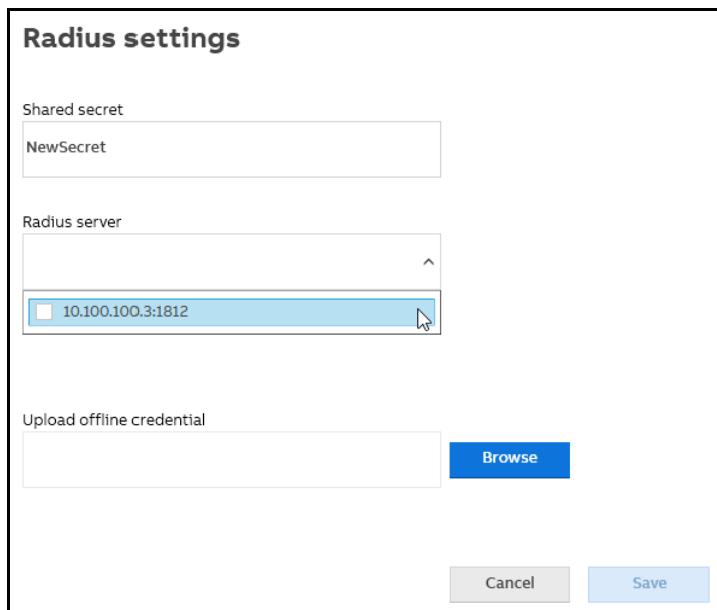 Radius settings
Shared secret
NewSecret
Radius server
10.100.100.3:1812
Upload offline credential
Browse
Cancel
Save